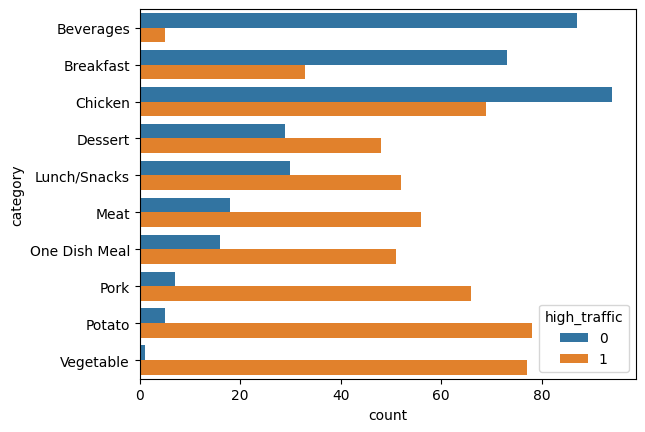 Beverages
Breakfast
Chicken
Dessert
Lunch/Snacks
Meat
One Dish Meal
Pork
Potato
Vegetable
category
0 20 40 60 80
count
high_traffic
0
1